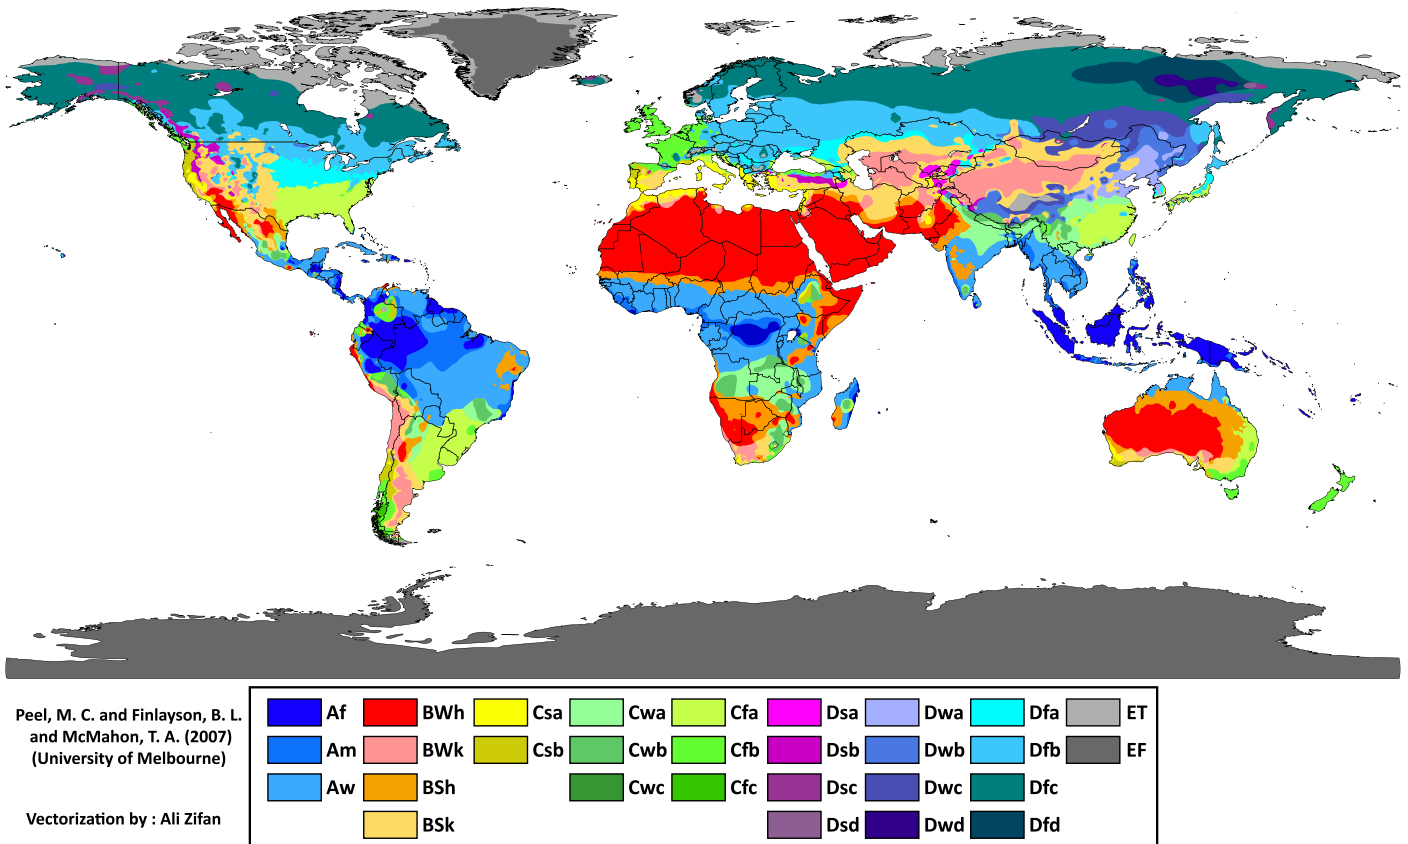 Peel, M. C. and Finlayson, B. L.
and McMahon, T. A. (2007)
(University of Melbourne)
Vectorization by : Ali Zifan
Af BWh Csa Cwa Cfa Dsa Dwa Dfa ET
Am BWk Csb Cwb Cfb Dsb Dwb Dfb EF
Aw BSh Cwc Cfc Dsc Dwc Dfc
BSk Dsd Dwd Dfd